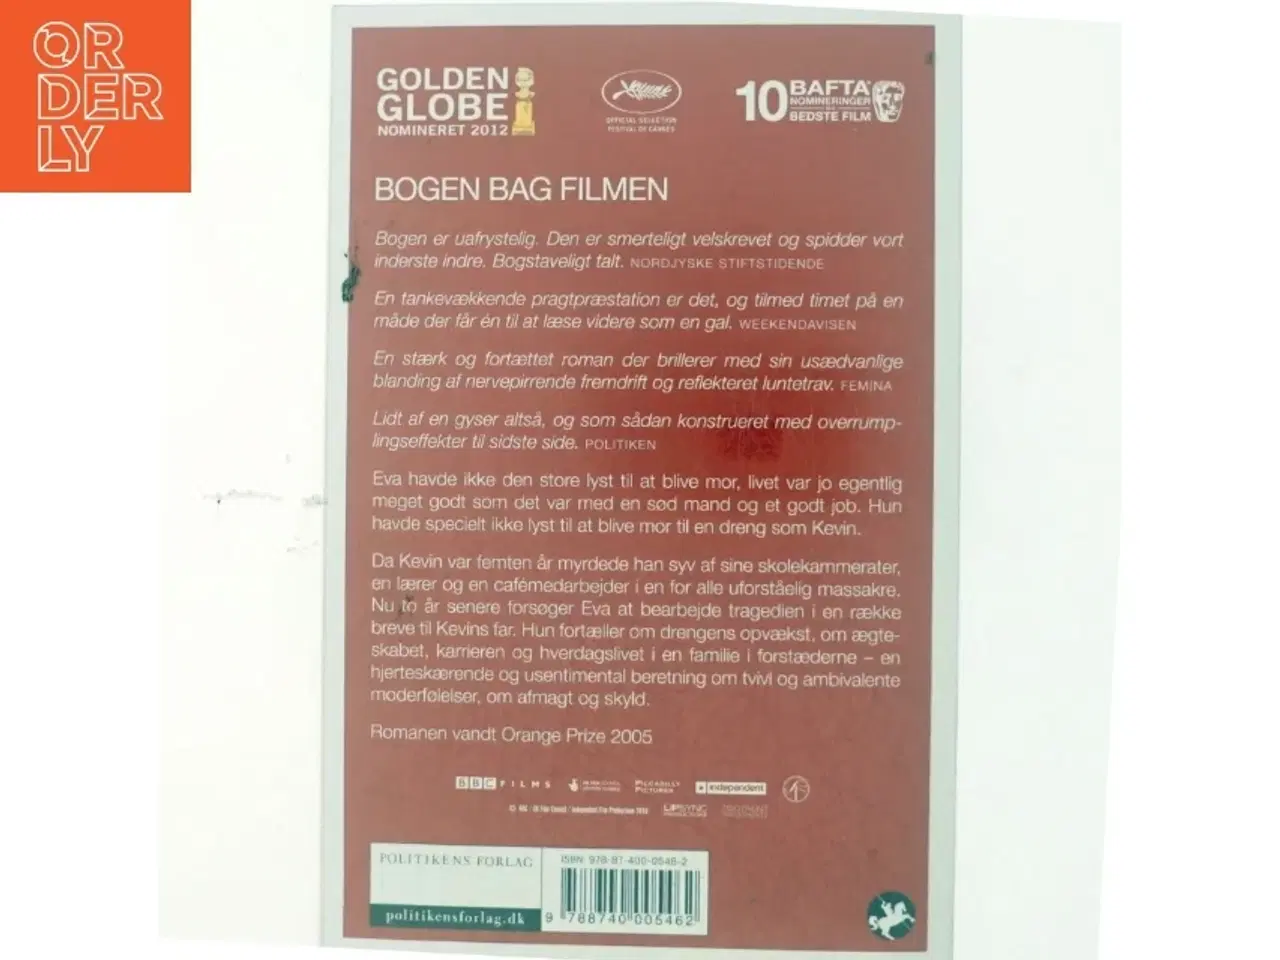 ORDERLY
GOLDEN
GLOBE
NOMINERET 2012
OFFICIAL SELECTION
FESTIVAL DE CANNES
10 BAFTA
NOMINERINGER
BEDSTE FILM
BOGEN BAG FILMEN
Bogen er uafrystelig. Den er smerteligt velskrevet og spidder vort
inderste indre. Bogstaveligt talt. NORDJYSKE STIFTSTIDENDE
En tankevækkende pragtpræstation er det, og tilmed timet på en
måde der får én til at læse videre som en gal. WEEKENDAVISEN
En stærk og fortættet roman der brillerer med sin usædvanlige
blanding af nervepirrende fremdrift og reflekteret luntetrav. FEMINA
Lidt af en gyser altså, og som sådan konstrueret med overrump-
lingseffekter til sidste side. POLITIKEN
Eva havde ikke den store lyst til at blive mor, livet var jo egentlig
meget godt som det var med en sød mand og et godt job. Hun
havde specielt ikke lyst til at blive mor til en dreng som Kevin.
Da Kevin var femten år myrdede han syv af sine skolekammerater,
en lærer og en cafémedarbejder i en for alle uforståelig massakre.
Nu to år senere forsøger Eva at bearbejde tragedien i en række
breve til Kevins far. Hun fortæller om drengens opvækst, om ægte-
skabet, karrieren og hverdagslivet i en familie i forstæderne – en
hjerteskærende og usentimental beretning om tvivl og ambivalente
moderfølelser, om afmagt og skyld.
Romanen vandt Orange Prize 2005
BBC FILMS
PICCADILLY
PICTURES
independent
LIPSYNC
PRODUCTIONS
POLITIKENS FORLAG
politikensforlag.dk
ISBN: 978-87-400-0546-2
9 788740 005462